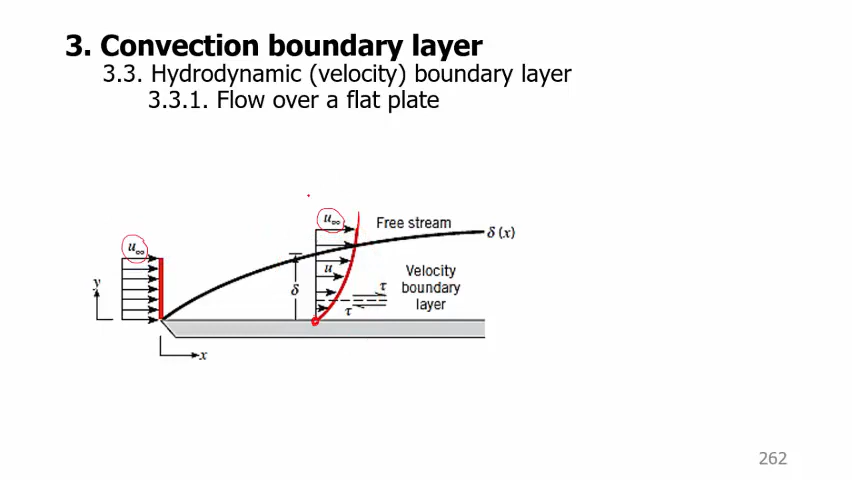 3. Convection boundary layer
3.3. Hydrodynamic (velocity) boundary layer
3.3.1. Flow over a flat plate
u∞
Free stream
δ (x)
u∞
u
Velocity
boundary
layer
y
δ
τ
τ
x
262